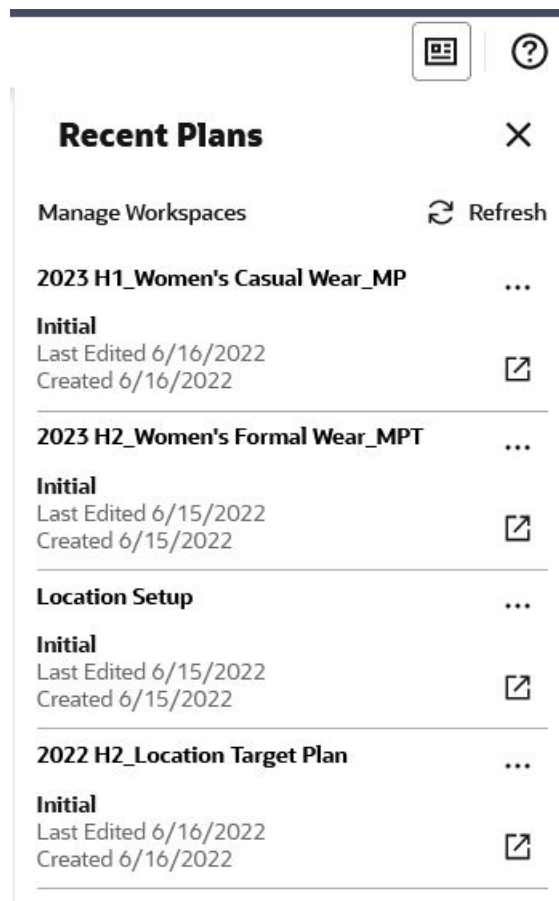 Recent Plans
Manage Workspaces Refresh
2023 H1_Women's Casual Wear_MP ...
Initial
Last Edited 6/16/2022
Created 6/16/2022
2023 H2_Women's Formal Wear_MPT ...
Initial
Last Edited 6/15/2022
Created 6/15/2022
Location Setup ...
Initial
Last Edited 6/15/2022
Created 6/15/2022
2022 H2_Location Target Plan ...
Initial
Last Edited 6/16/2022
Created 6/16/2022